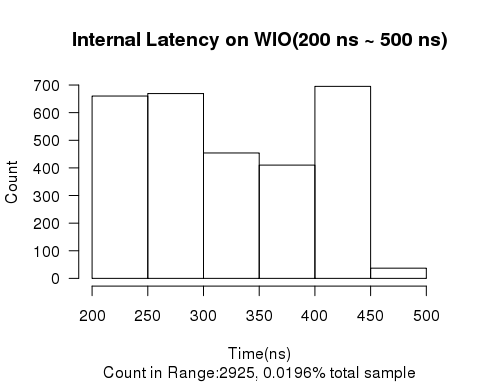 Internal Latency on WIO(200 ns ~ 500 ns)
700
600
500
400
300
200
100
0
Count
200 250 300 350 400 450 500
Time(ns)
Count in Range:2925, 0.0196% total sample